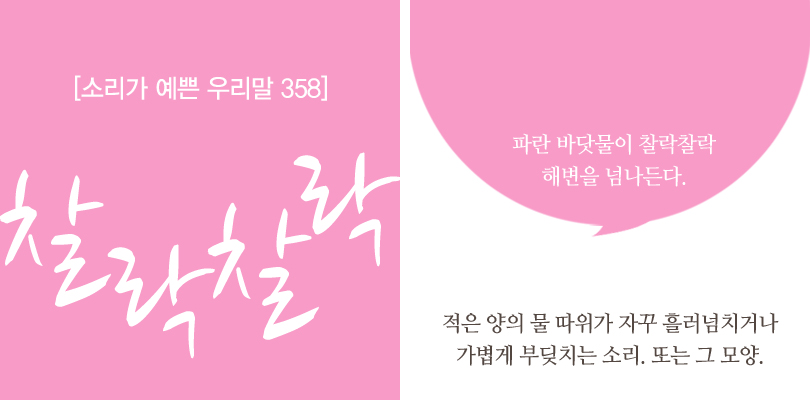 [소리가 예쁜 우리말 358]
찰락찰락
파란 바닷물이 찰락찰락
해변을 넘나든다.
적은 양의 물 따위가 자꾸 흘러넘치거나
가볍게 부딪치는 소리. 또는 그 모양.